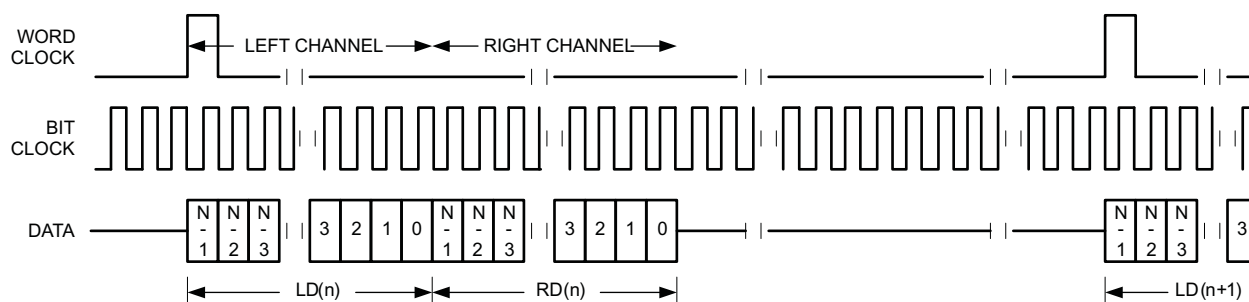 WORD
CLOCK
LEFT CHANNEL
RIGHT CHANNEL
BIT
CLOCK
DATA
N
-
1
N
-
2
N
-
3
3
2
1
0
N
-
1
N
-
2
N
-
3
3
2
1
0
N
-
1
N
-
2
N
-
3
3
LD(n)
RD(n)
LD(n+1)